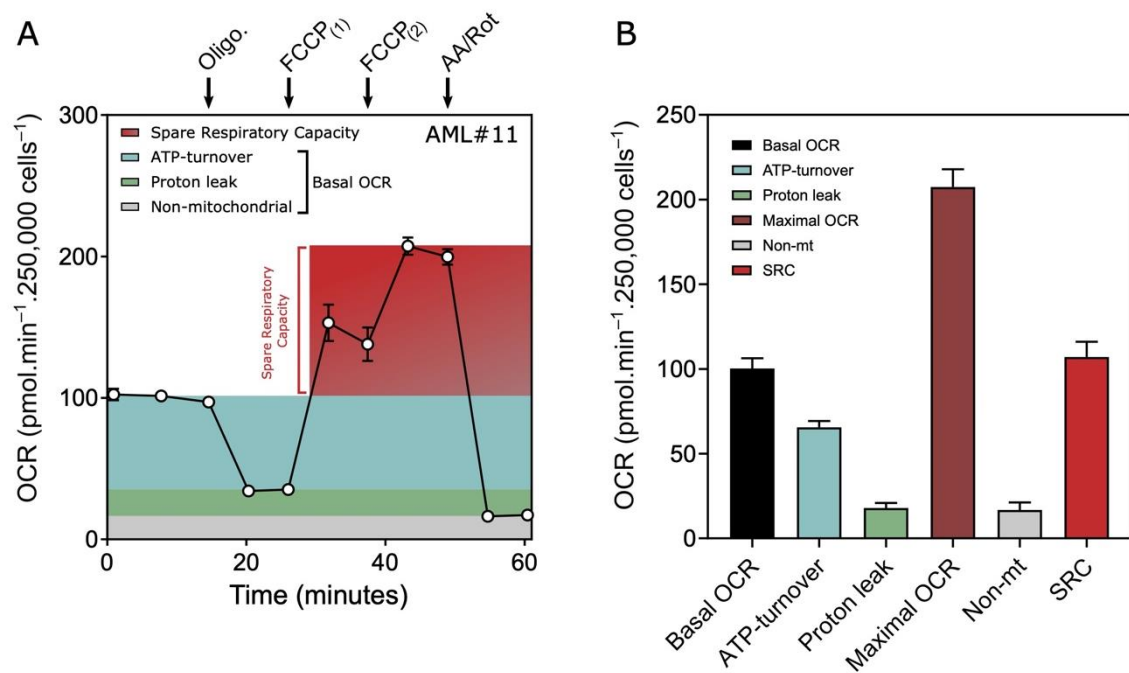 A
Oligo.
FCCP(1)
FCCP(2)
AA/Rot
AML#11
Spare Respiratory Capacity
ATP-turnover
Proton leak
Non-mitochondrial
Basal OCR
Spare Respiratory
Capacity
OCR (pmol.min⁻¹.250,000 cells⁻¹)
300
200
100
0
0
20
40
60
Time (minutes)
B
OCR (pmol.min⁻¹.250,000 cells⁻¹)
250
200
150
100
50
0
Basal OCR
ATP-turnover
Proton leak
Maximal OCR
Non-mt
SRC
Basal OCR
ATP-turnover
Proton leak
Maximal OCR
Non-mt
SRC